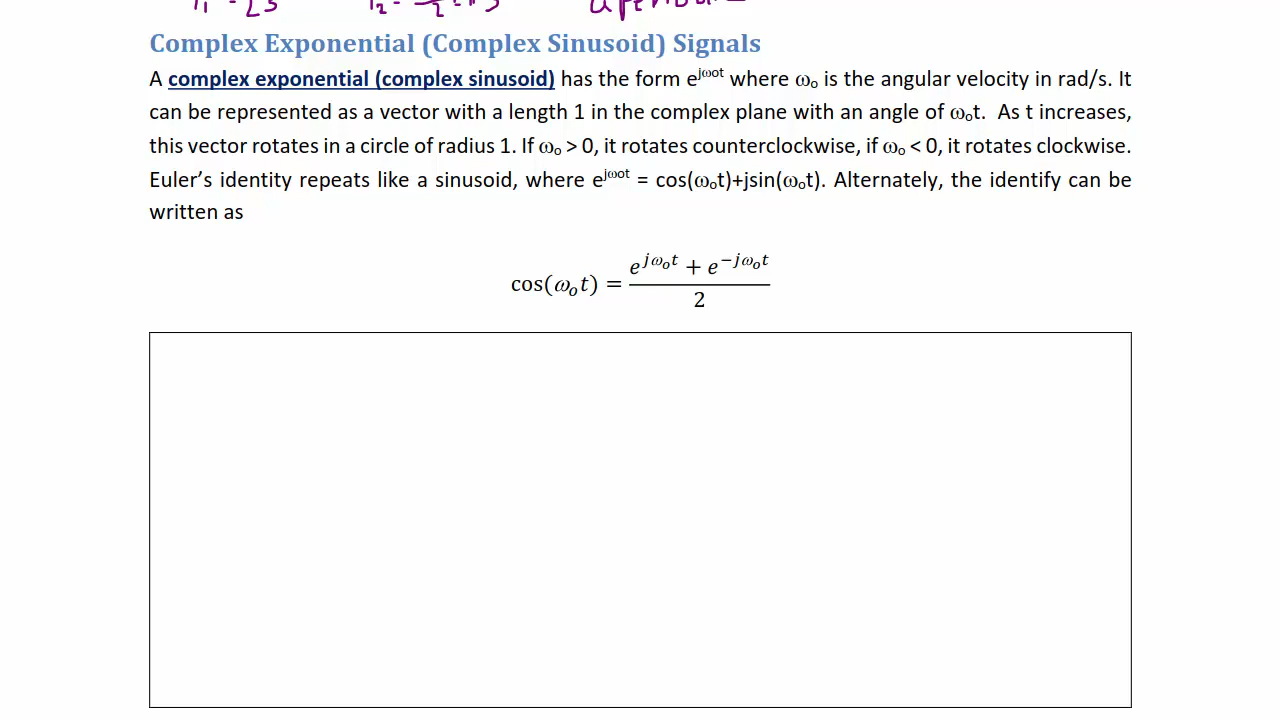 Complex Exponential (Complex Sinusoid) Signals
A complex exponential (complex sinusoid) has the form e^jωot where ωₒ is the angular velocity in rad/s. It
can be represented as a vector with a length 1 in the complex plane with an angle of ωₒt. As t increases,
this vector rotates in a circle of radius 1. If ωₒ > 0, it rotates counterclockwise, if ωₒ < 0, it rotates clockwise.
Euler's identity repeats like a sinusoid, where e^jωot = cos(ωₒt)+jsin(ωₒt). Alternately, the identify can be
written as
cos(ωₒt) = (e^{jωₒt} + e^{−jωₒt})/2